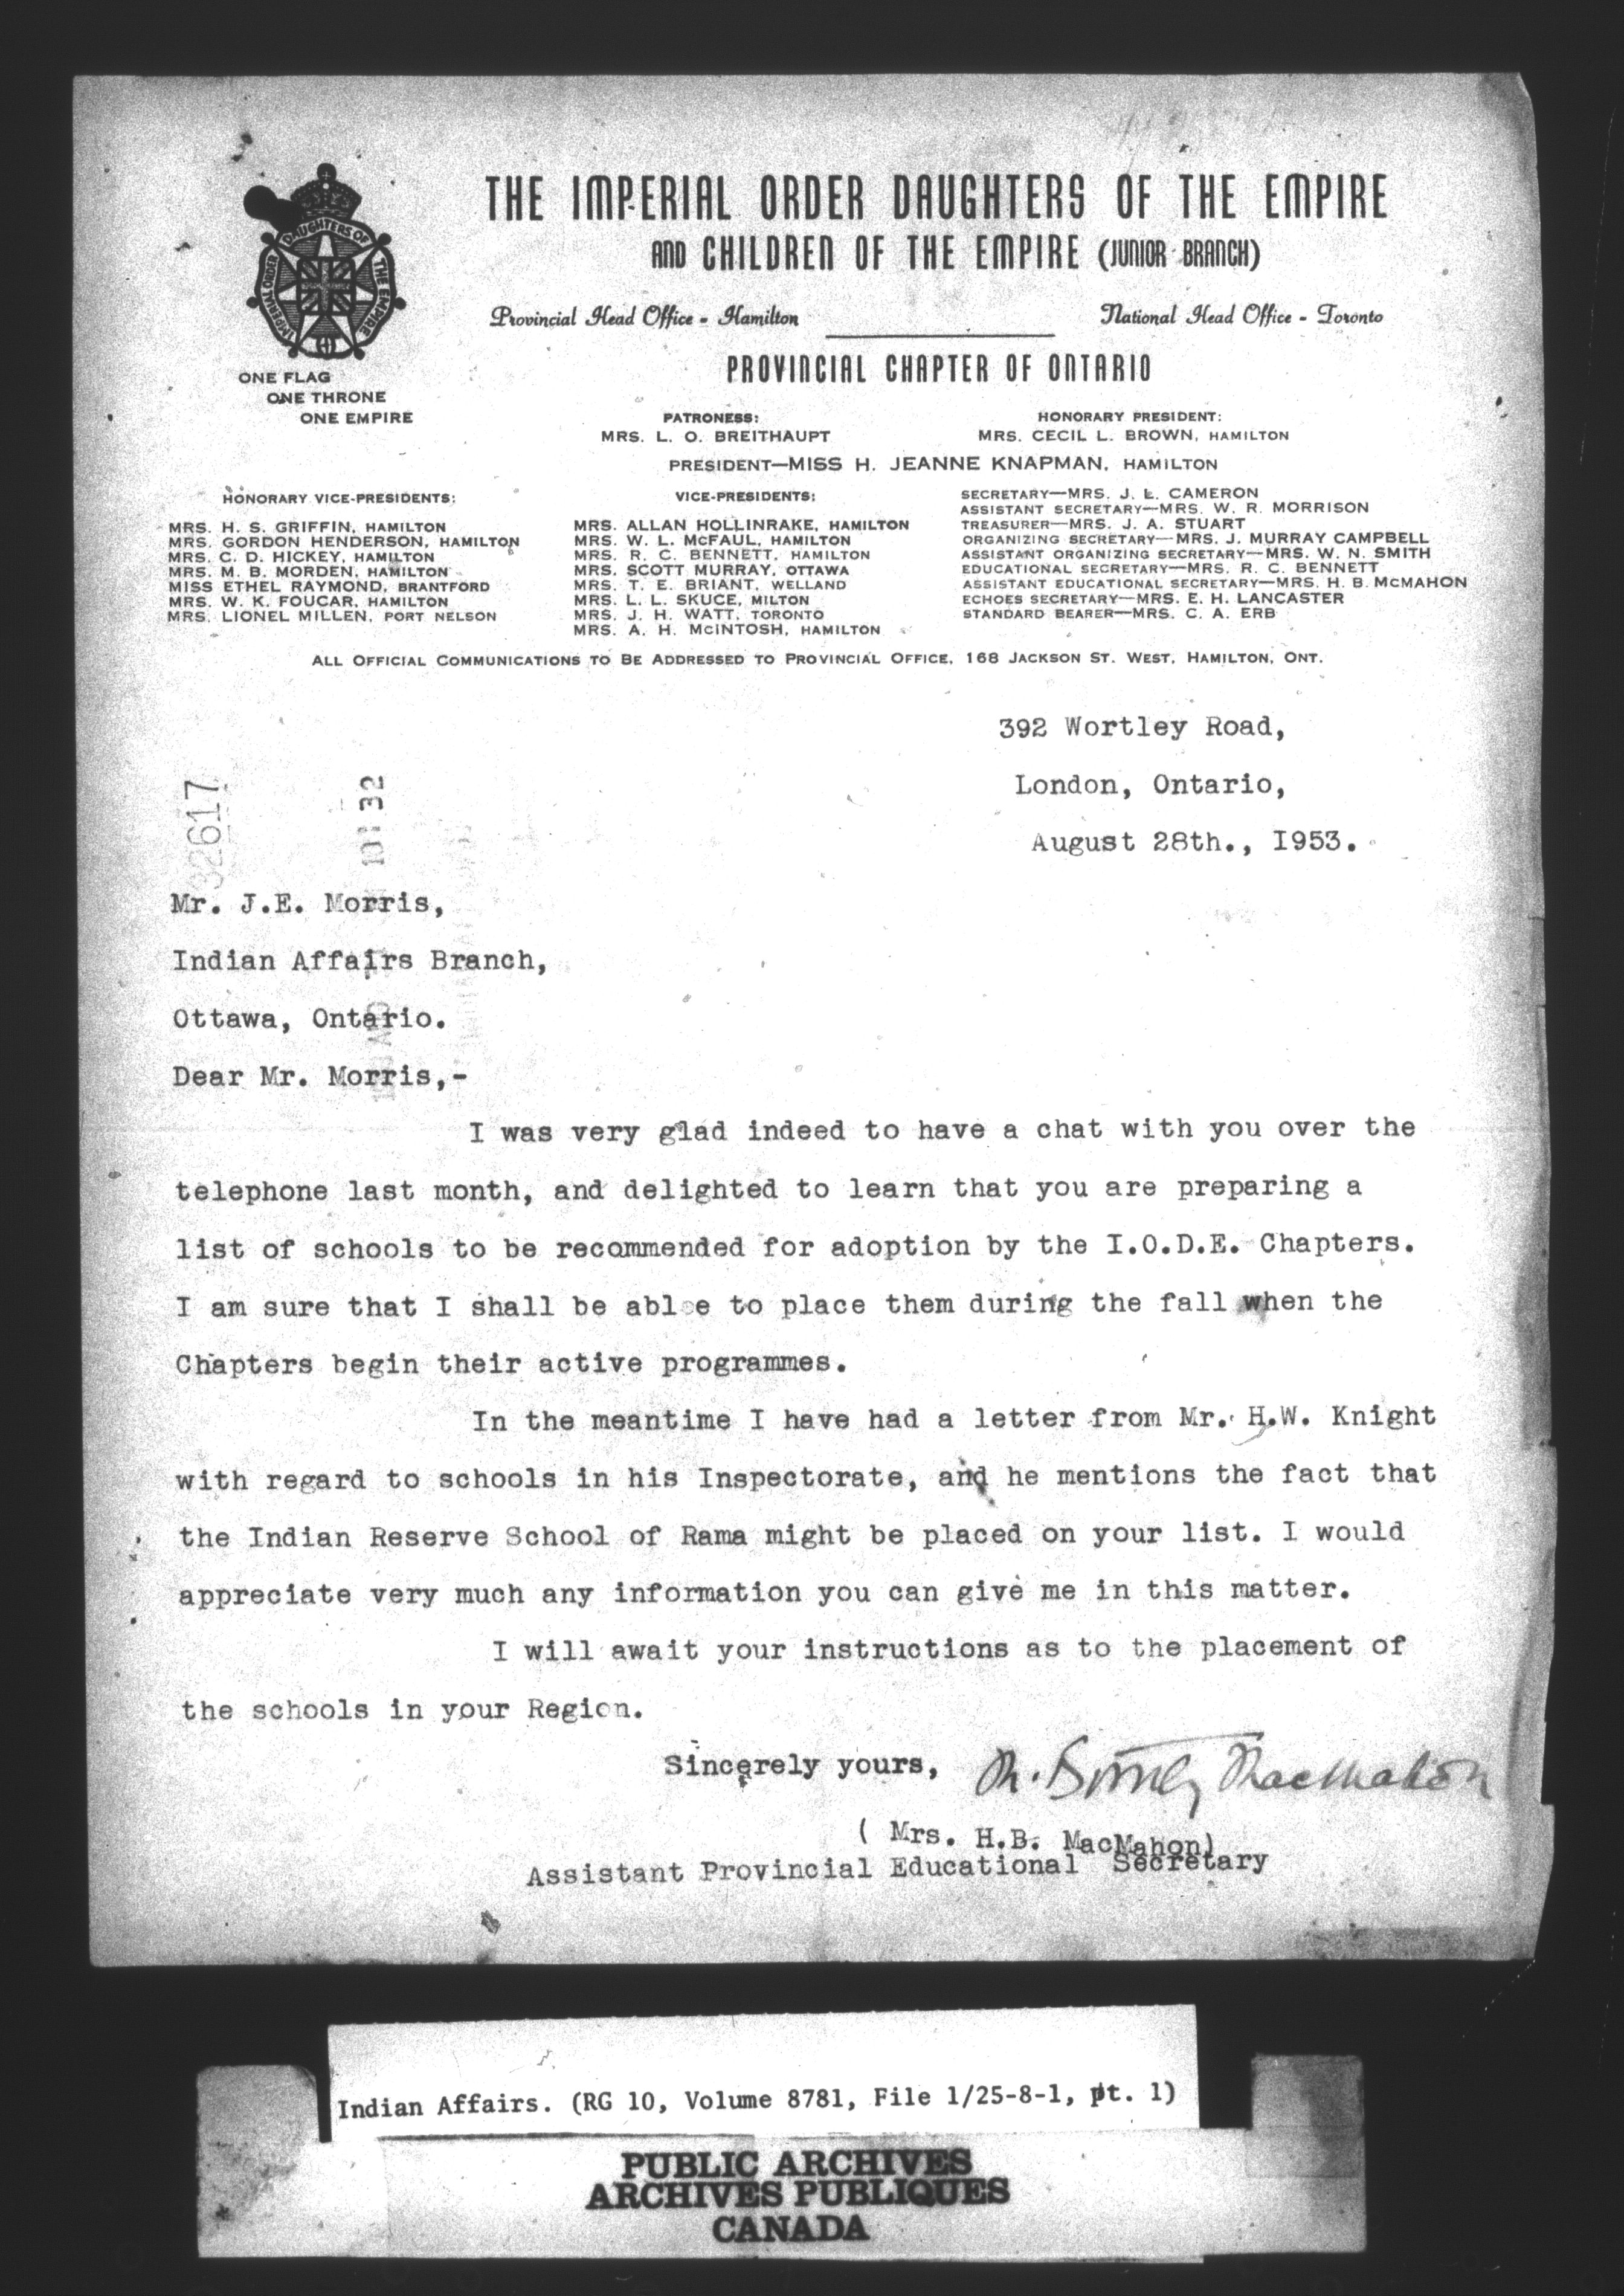 THE IMPERIAL ORDER DAUGHTERS OF THE EMPIRE
AND CHILDREN OF THE EMPIRE (JUNIOR BRANCH)
IMPERIAL ORDER DAUGHTERS OF THE EMPIRE
Provincial Head Office - Hamilton
National Head Office - Toronto
PROVINCIAL CHAPTER OF ONTARIO
ONE FLAG
ONE THRONE
ONE EMPIRE
PATRONESS:
MRS. L. O. BREITHAUPT
HONORARY PRESIDENT:
MRS. CECIL L. BROWN, HAMILTON
PRESIDENT—MISS H. JEANNE KNAPMAN, HAMILTON
HONORARY VICE-PRESIDENTS:
MRS. H. S. GRIFFIN, HAMILTON
MRS. GORDON HENDERSON, HAMILTON
MRS. C. D. HICKEY, HAMILTON
MRS. M. B. MORDEN, HAMILTON
MISS ETHEL RAYMOND, BRANTFORD
MRS. W. K. FOUCAR, HAMILTON
MRS. LIONEL MILLEN, PORT NELSON
VICE-PRESIDENTS:
MRS. ALLAN HOLLINRAKE, HAMILTON
MRS. W. L. McFAUL, HAMILTON
MRS. R. C. BENNETT, HAMILTON
MRS. SCOTT MURRAY, OTTAWA
MRS. T. E. BRIANT, WELLAND
MRS. L. L. SKUCE, MILTON
MRS. J. H. WATT, TORONTO
MRS. A. H. McINTOSH, HAMILTON
SECRETARY—MRS. J. L. CAMERON
ASSISTANT SECRETARY—MRS. W. R. MORRISON
TREASURER—MRS. J. A. STUART
ORGANIZING SECRETARY—MRS. J. MURRAY CAMPBELL
ASSISTANT ORGANIZING SECRETARY—MRS. W. N. SMITH
EDUCATIONAL SECRETARY—MRS. R. C. BENNETT
ASSISTANT EDUCATIONAL SECRETARY—MRS. H. B. McMAHON
ECHOES SECRETARY—MRS. E. H. LANCASTER
STANDARD BEARER—MRS. C. A. ERB
ALL OFFICIAL COMMUNICATIONS TO BE ADDRESSED TO PROVINCIAL OFFICE, 168 JACKSON ST. WEST, HAMILTON, ONT.
392 Wortley Road,
London, Ontario,
August 28th., I953.
332617
10 32
Mr. J.E. Morris,
Indian Affairs Branch,
Ottawa, Ontario.
Dear Mr. Morris,-
I was very glad indeed to have a chat with you over the
telephone last month, and delighted to learn that you are preparing a
list of schools to be recommended for adoption by the I.O.D.E. Chapters.
I am sure that I shall be able to place them during the fall when the
Chapters begin their active programmes.
In the meantime I have had a letter from Mr. H.W. Knight
with regard to schools in his Inspectorate, and he mentions the fact that
the Indian Reserve School of Rama might be placed on your list. I would
appreciate very much any information you can give me in this matter.
I will await your instructions as to the placement of
the schools in your Region.
Sincerely yours, MacMahon
( Mrs. H.B. MacMahon)
Assistant Provincial Educational Secretary
Indian Affairs. (RG 10, Volume 8781, File 1/25-8-1, pt. 1)
PUBLIC ARCHIVES
ARCHIVES PUBLIQUES
CANADA